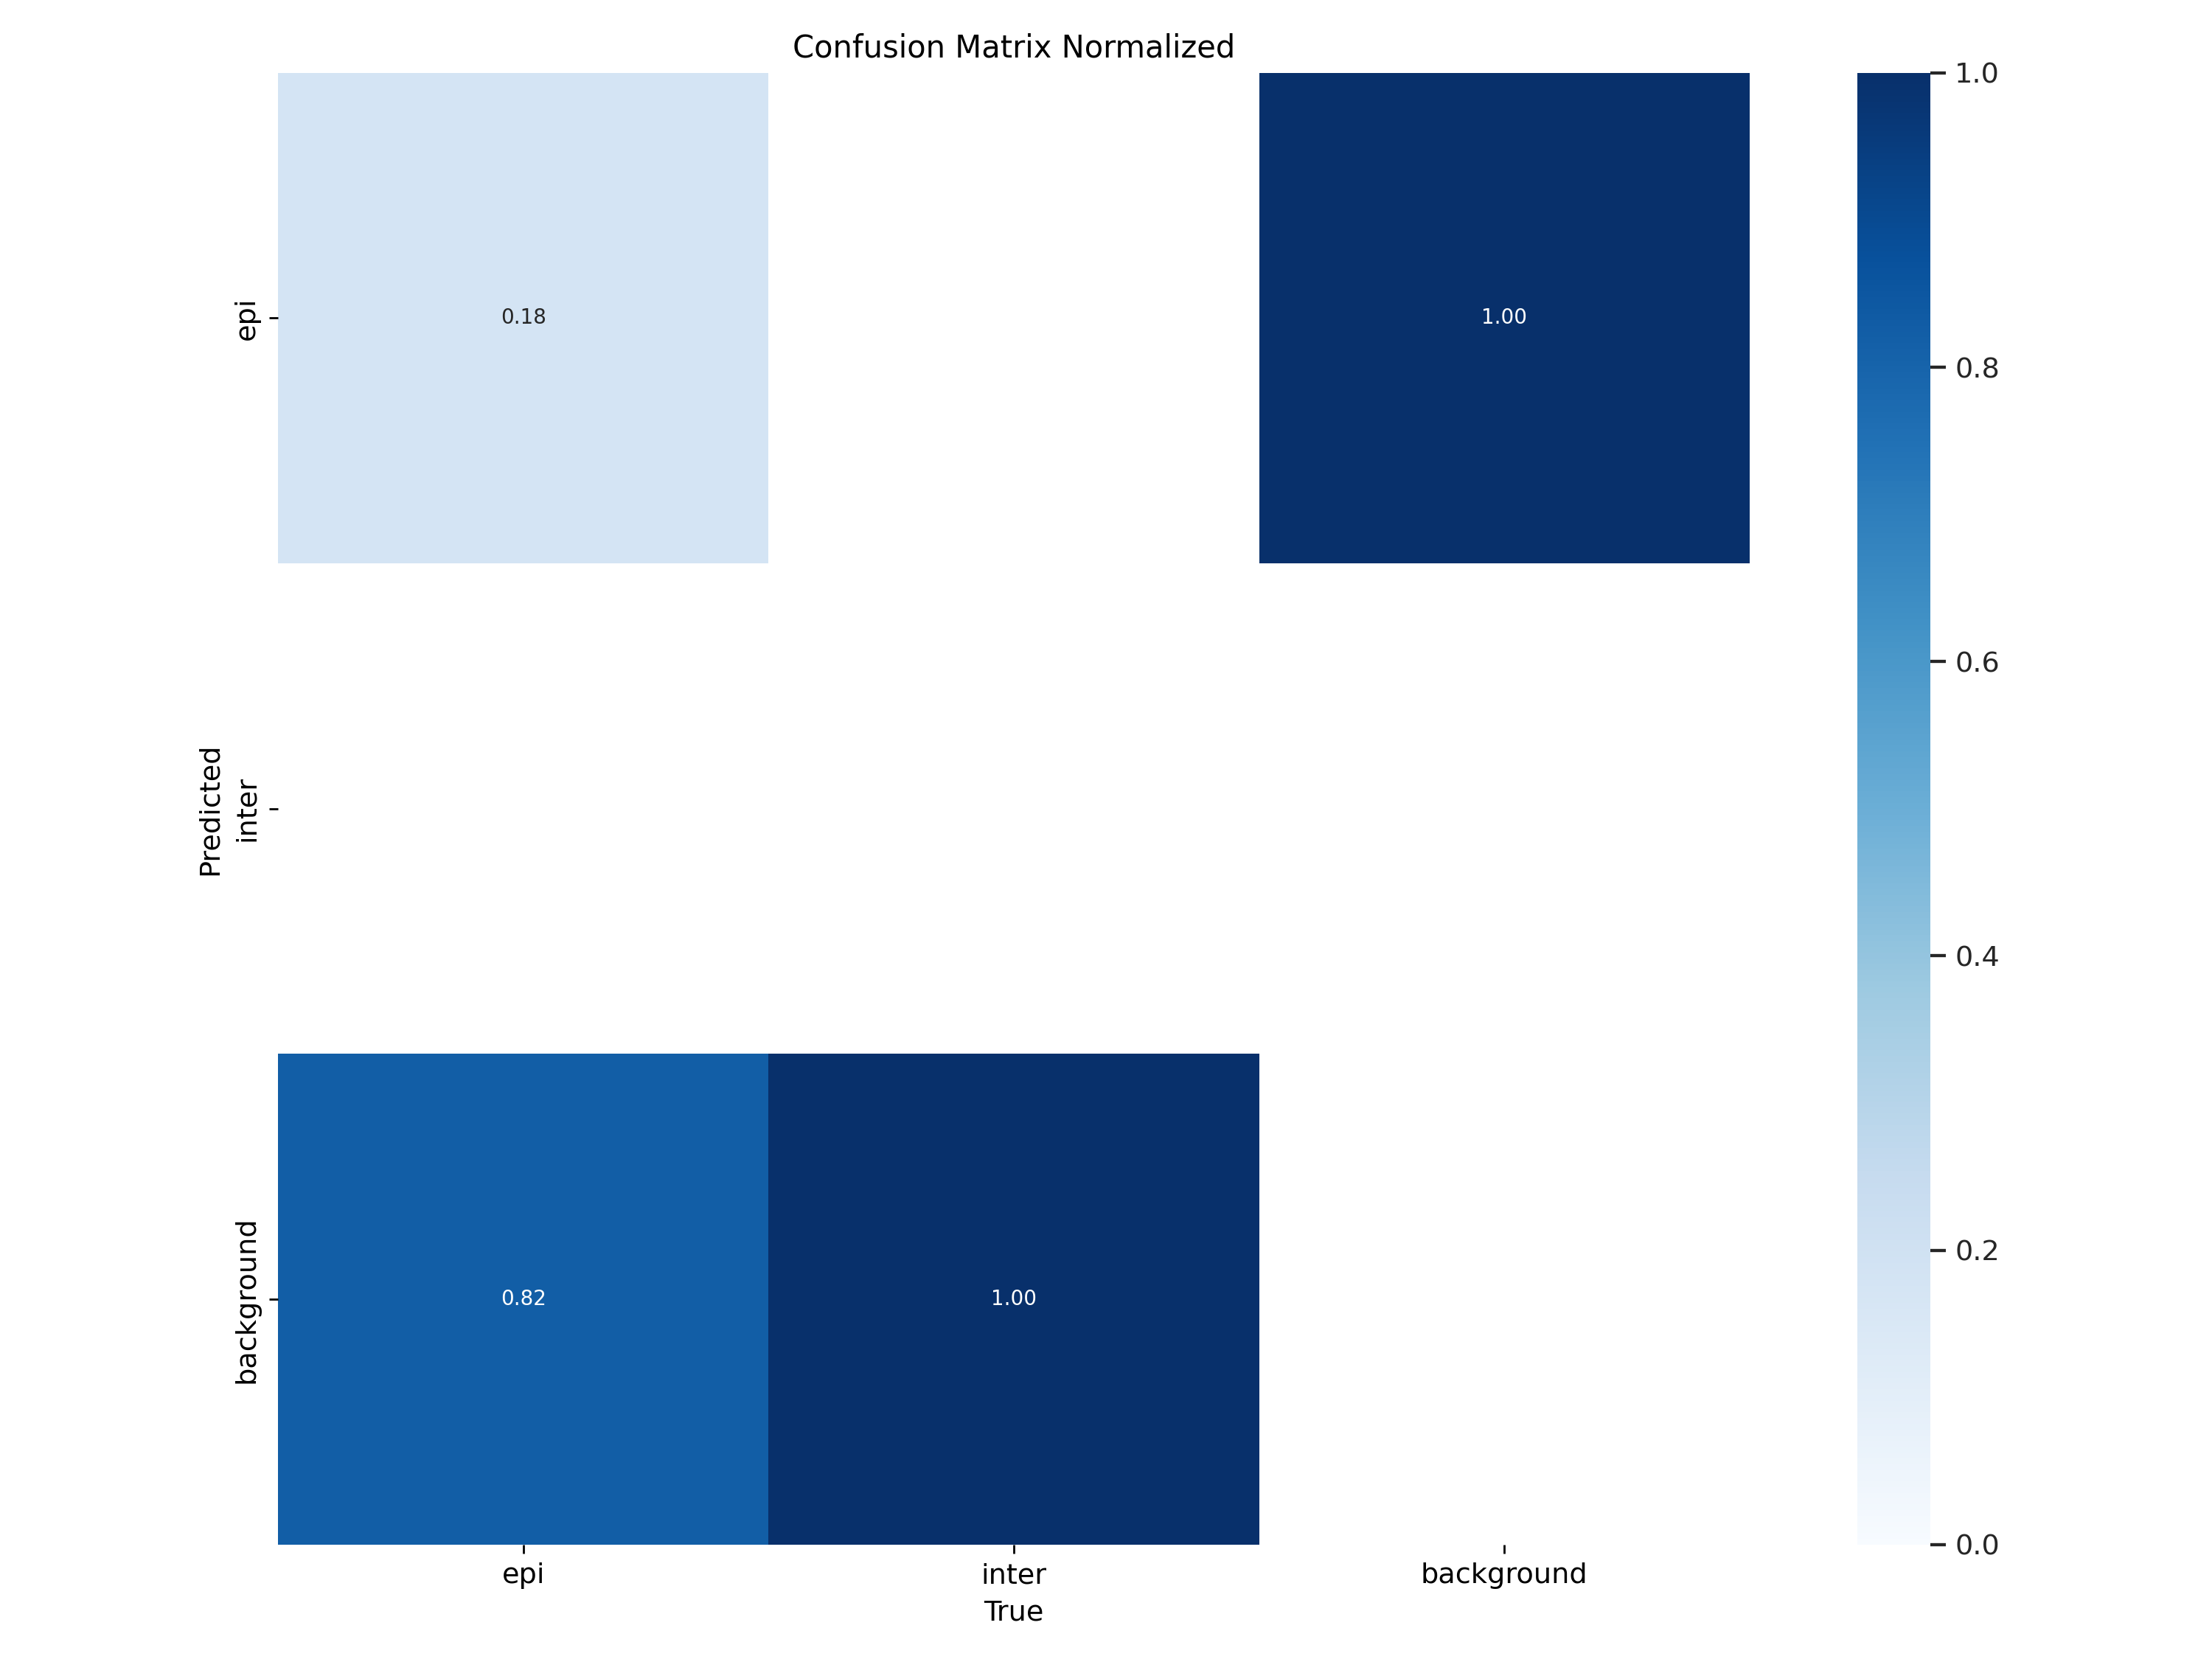 Confusion Matrix Normalized
epi
0.18
1.00
Predicted
inter
background
0.82
1.00
epi
inter
background
True
1.0
0.8
0.6
0.4
0.2
0.0